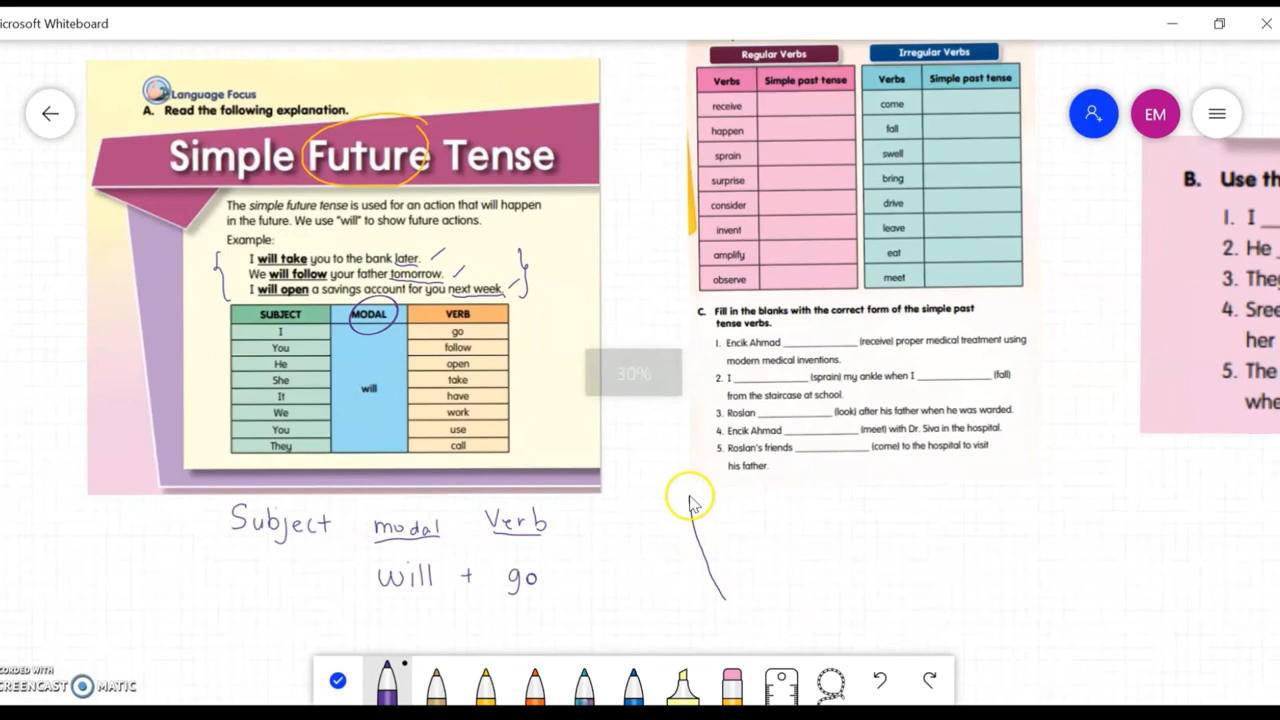 icrosoft Whiteboard
Language Focus
A. Read the following explanation.
Simple Future Tense
The simple future tense is used for an action that will happen
in the future. We use "will" to show future actions.
Example:
I will take you to the bank later.
We will follow your father tomorrow.
I will open a savings account for you next week.
SUBJECT MODAL VERB
I go
You follow
He open
She take
It will have
We work
You use
They call
Subject modal Verb
will + go
Regular Verbs Irregular Verbs
Verbs Simple past tense Verbs Simple past tense
receive come
happen fall
sprain swell
surprise bring
consider drive
invent leave
amplify eat
observe meet
C. Fill in the blanks with the correct form of the simple past
tense verbs.
1. Encik Ahmad ____________ (receive) proper medical treatment using
modern medical inventions.
2. I ____________ (sprain) my ankle when I ____________ (fall)
from the staircase at school.
3. Roslan ____________ (look) after his father when he was warded.
4. Encik Ahmad ____________ (meet) with Dr. Siva in the hospital.
5. Roslan's friends ____________ (come) to the hospital to visit
his father.
30%
EM
B. Use th
1. I __
2. He _
3. They
4. Sree
her
5. The
whe
CORDED WITH
CREENCAST MATIC